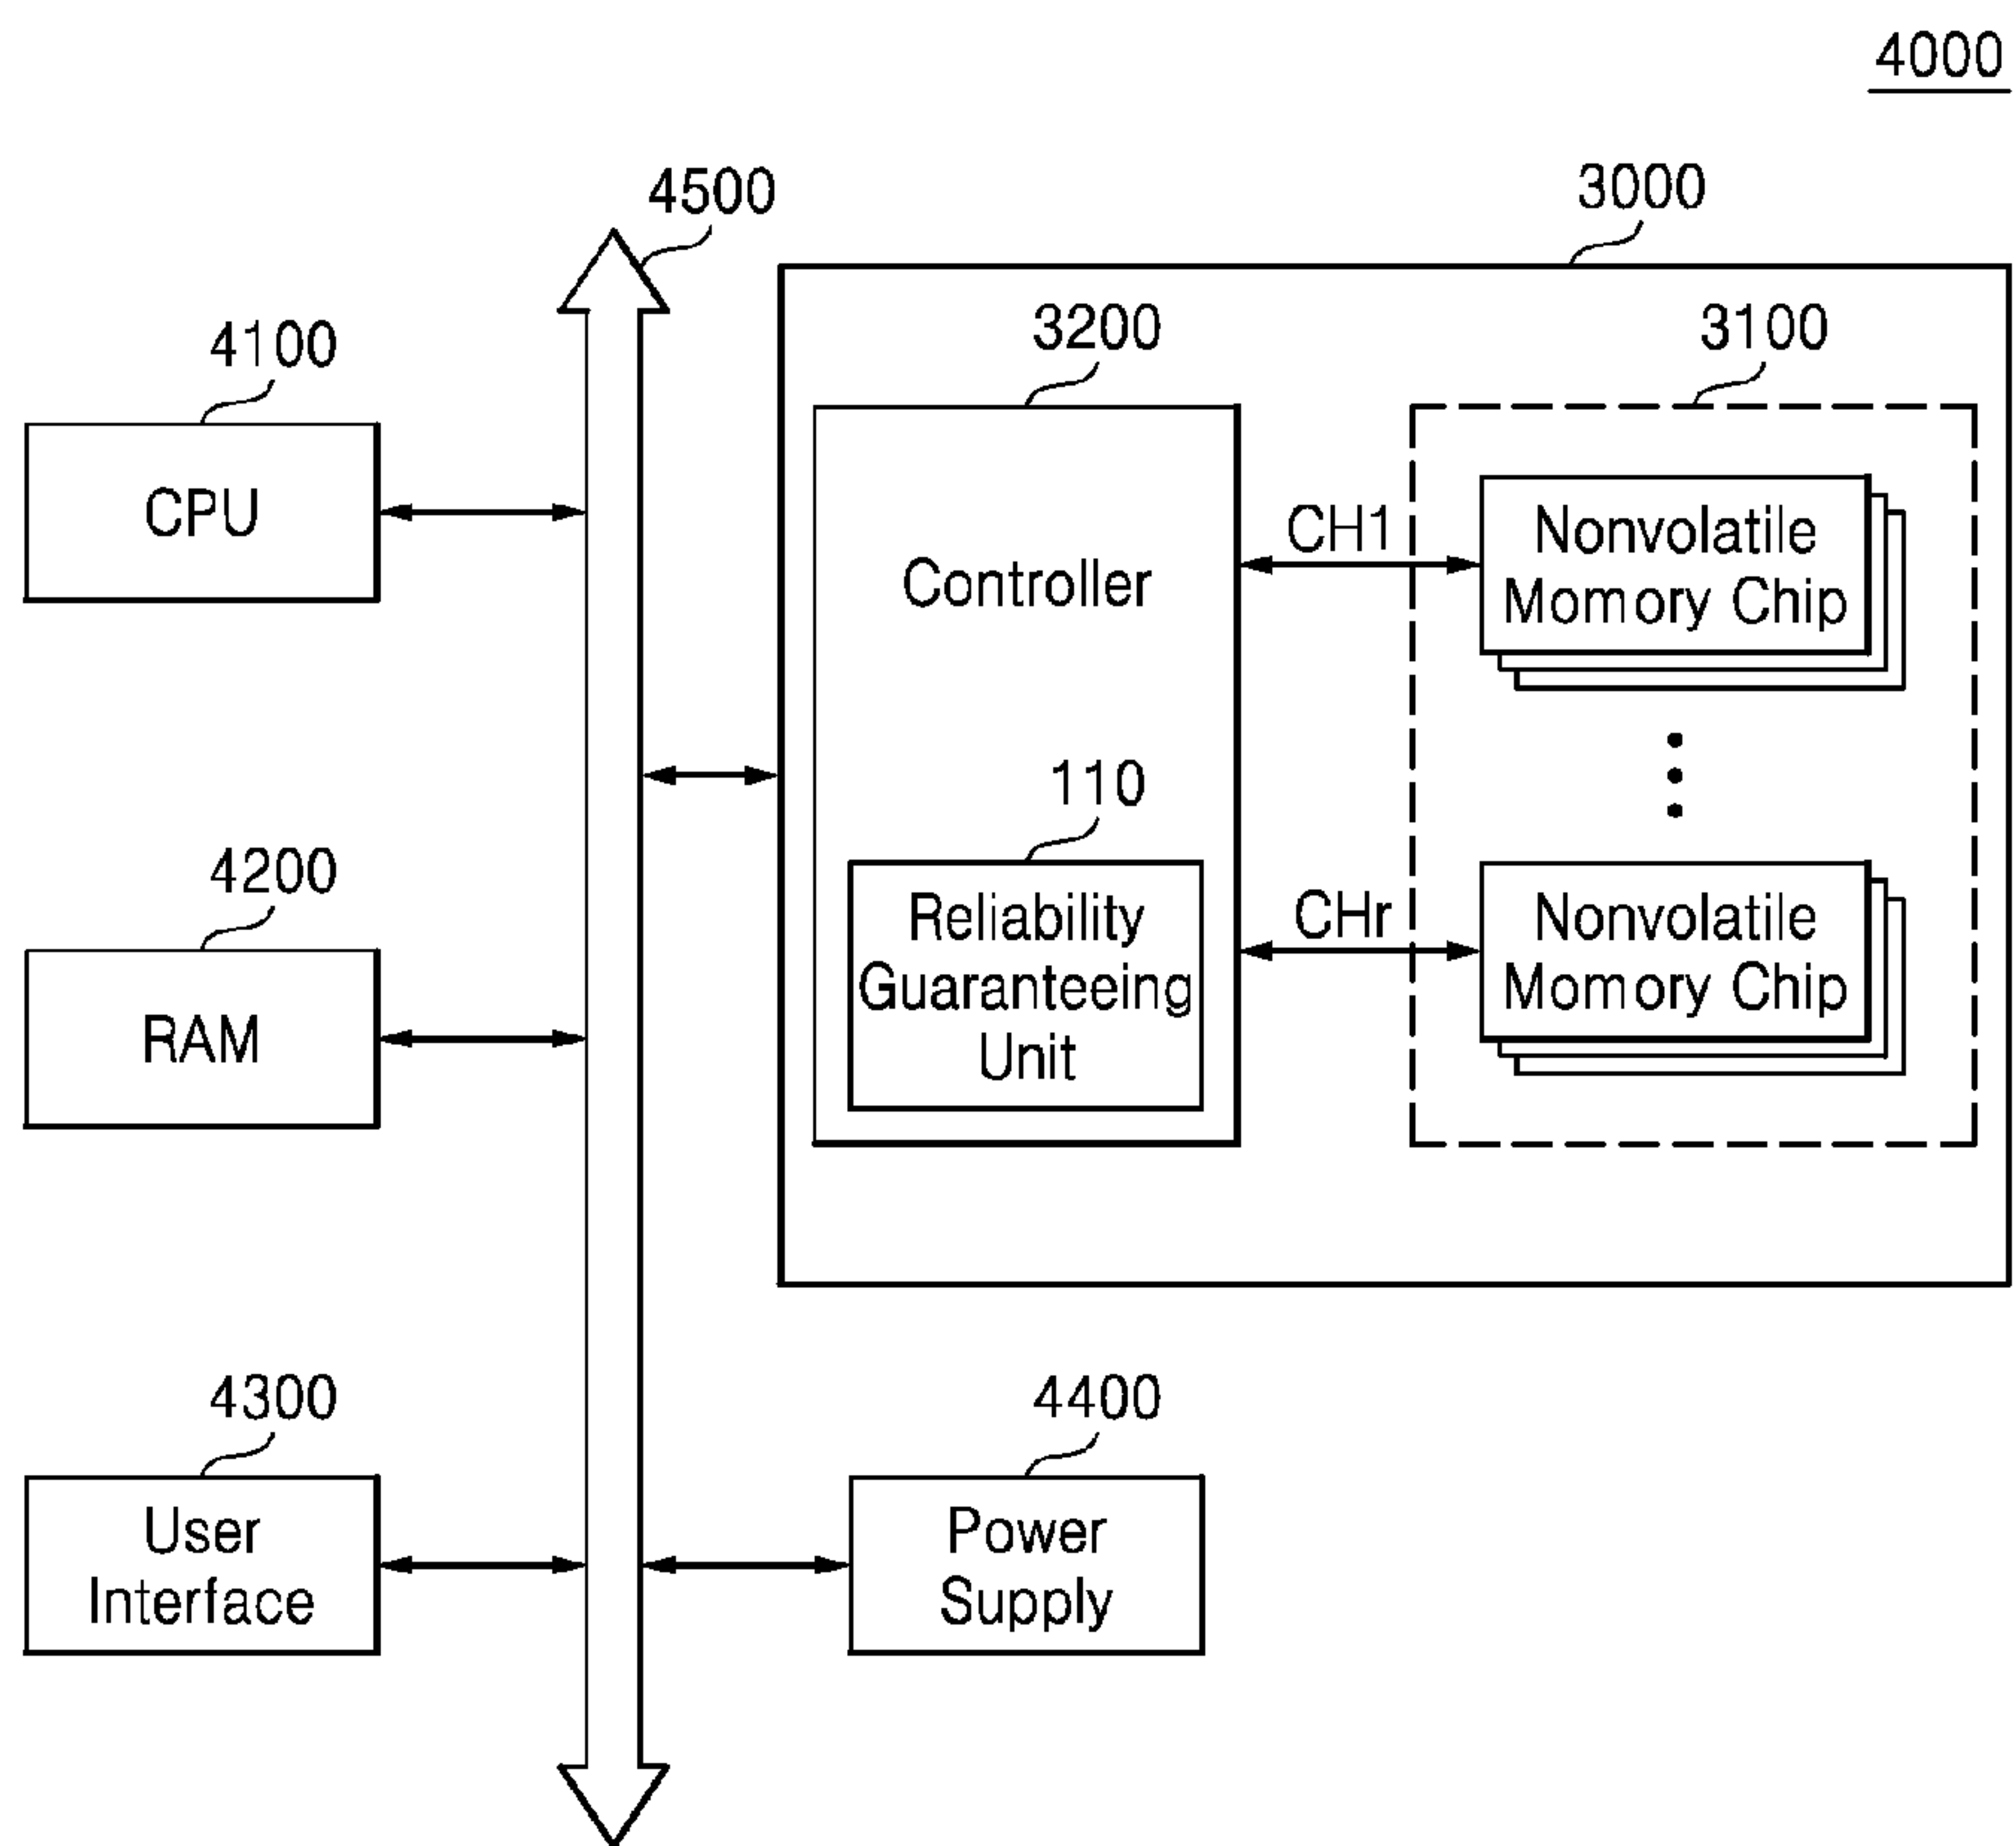 4000
4500
3000
4100
3200
3100
CPU
Controller
CH1
Nonvolatile
Momory Chip
110
4200
RAM
Reliability
Guaranteeing
Unit
CHr
Nonvolatile
Momory Chip
4300
4400
User
Interface
Power
Supply